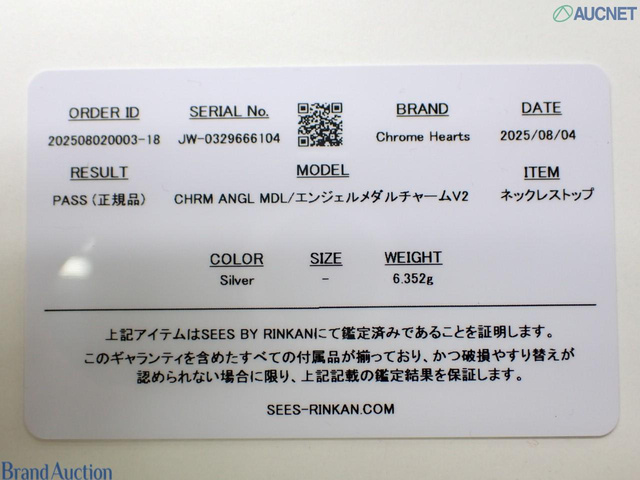 AUCNET
ORDER ID SERIAL No. BRAND DATE
202508020003-18 JW-0329666104 Chrome Hearts 2025/08/04
RESULT MODEL ITEM
PASS (正規品) CHRM ANGL MDL/エンジェルメダルチャームV2 ネックレストップ
COLOR SIZE WEIGHT
Silver - 6.352g
上記アイテムはSEES BY RINKANにて鑑定済みであることを証明します。
このギャランティを含めたすべての付属品が揃っており、かつ破損やすり替えが
認められない場合に限り、上記記載の鑑定結果を保証します。
SEES-RINKAN.COM
Brand Auction